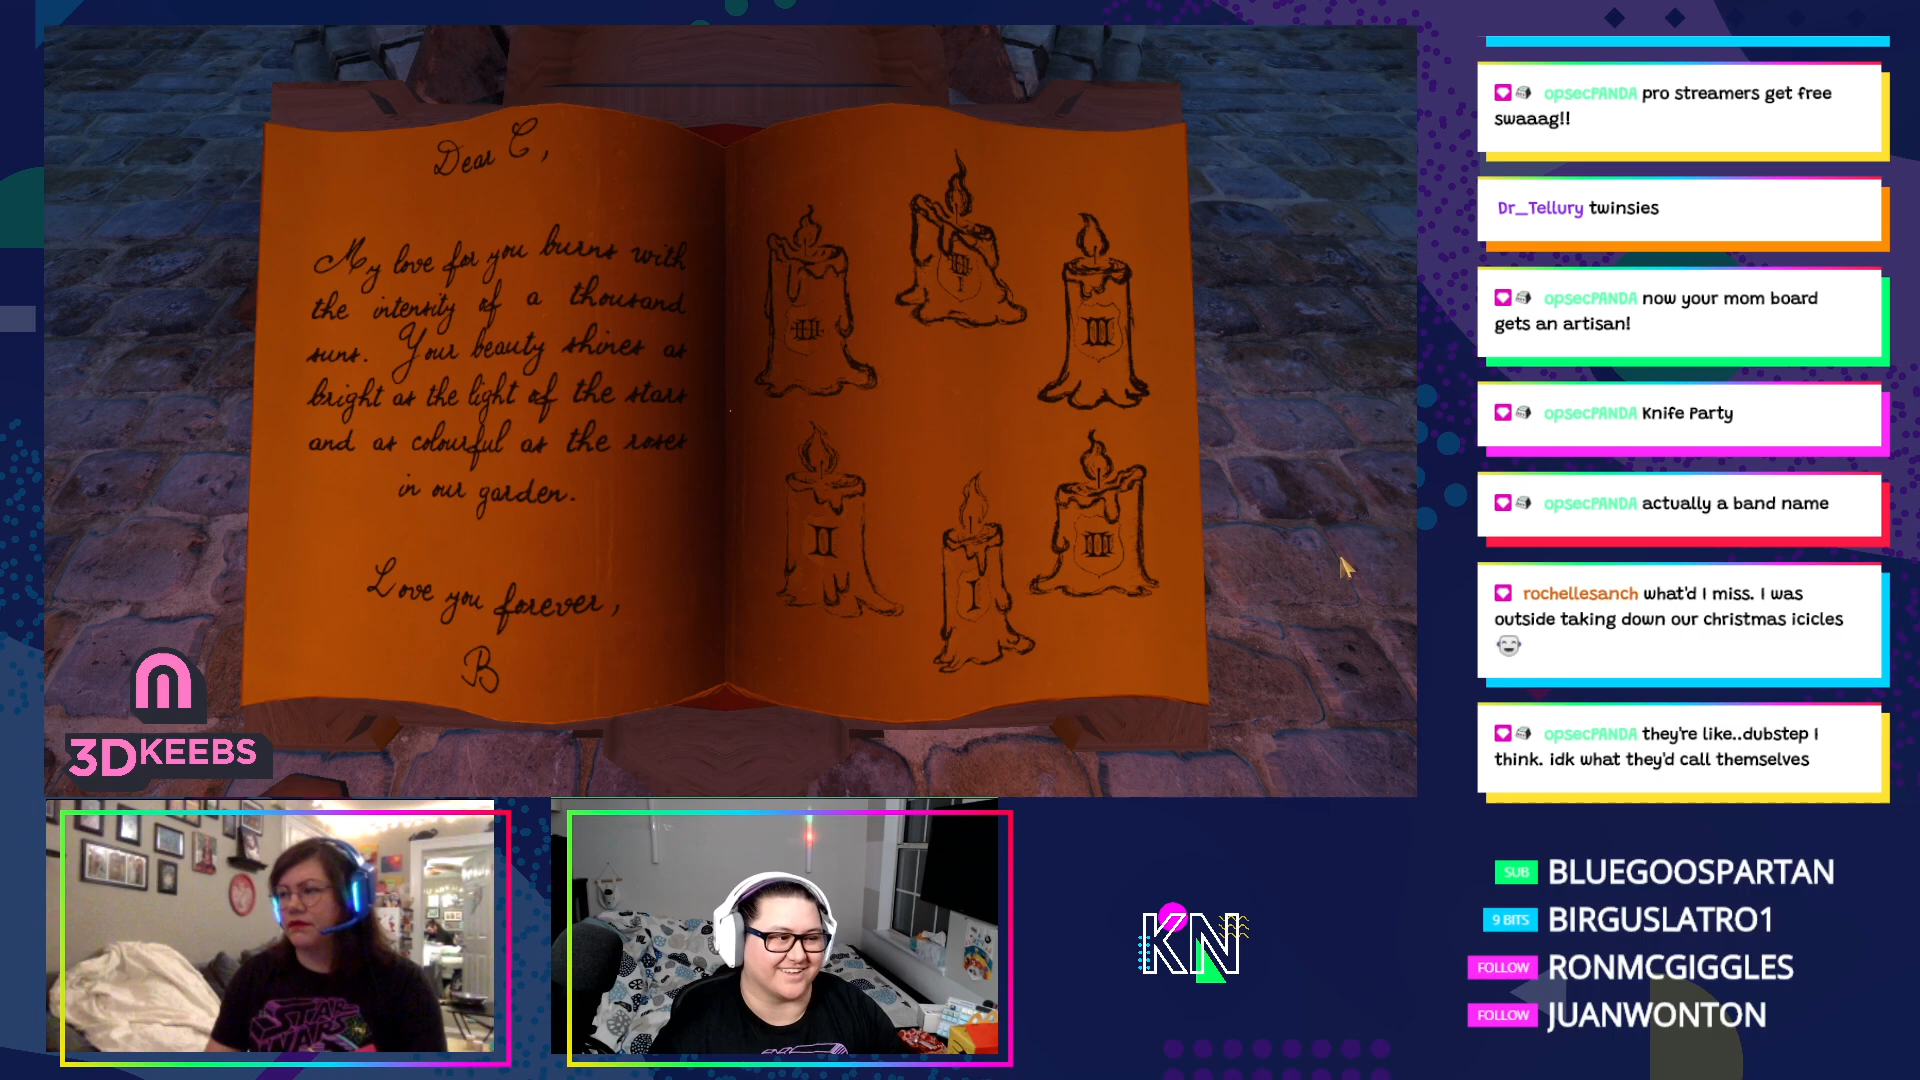 Dear C,
My love for you burns with
the intensity of a thousand
suns. Your beauty shines as
bright as the light of the stars
and as colourful as the roses
in our garden.
Love you forever,
B
III
II
I
III
3DKEEBS
STAR
WARS
KN
opsecPANDA pro streamers get free
swaaag!!
Dr_Tellury twinsies
opsecPANDA now your mom board
gets an artisan!
opsecPANDA Knife Party
opsecPANDA actually a band name
rochellesanch what'd I miss. I was
outside taking down our christmas icicles
opsecPANDA they're like..dubstep I
think. idk what they'd call themselves
SUB BLUEGOOSPARTAN
9 BITS BIRGUSLATRO1
FOLLOW RONMCGIGGLES
FOLLOW JUANWONTON